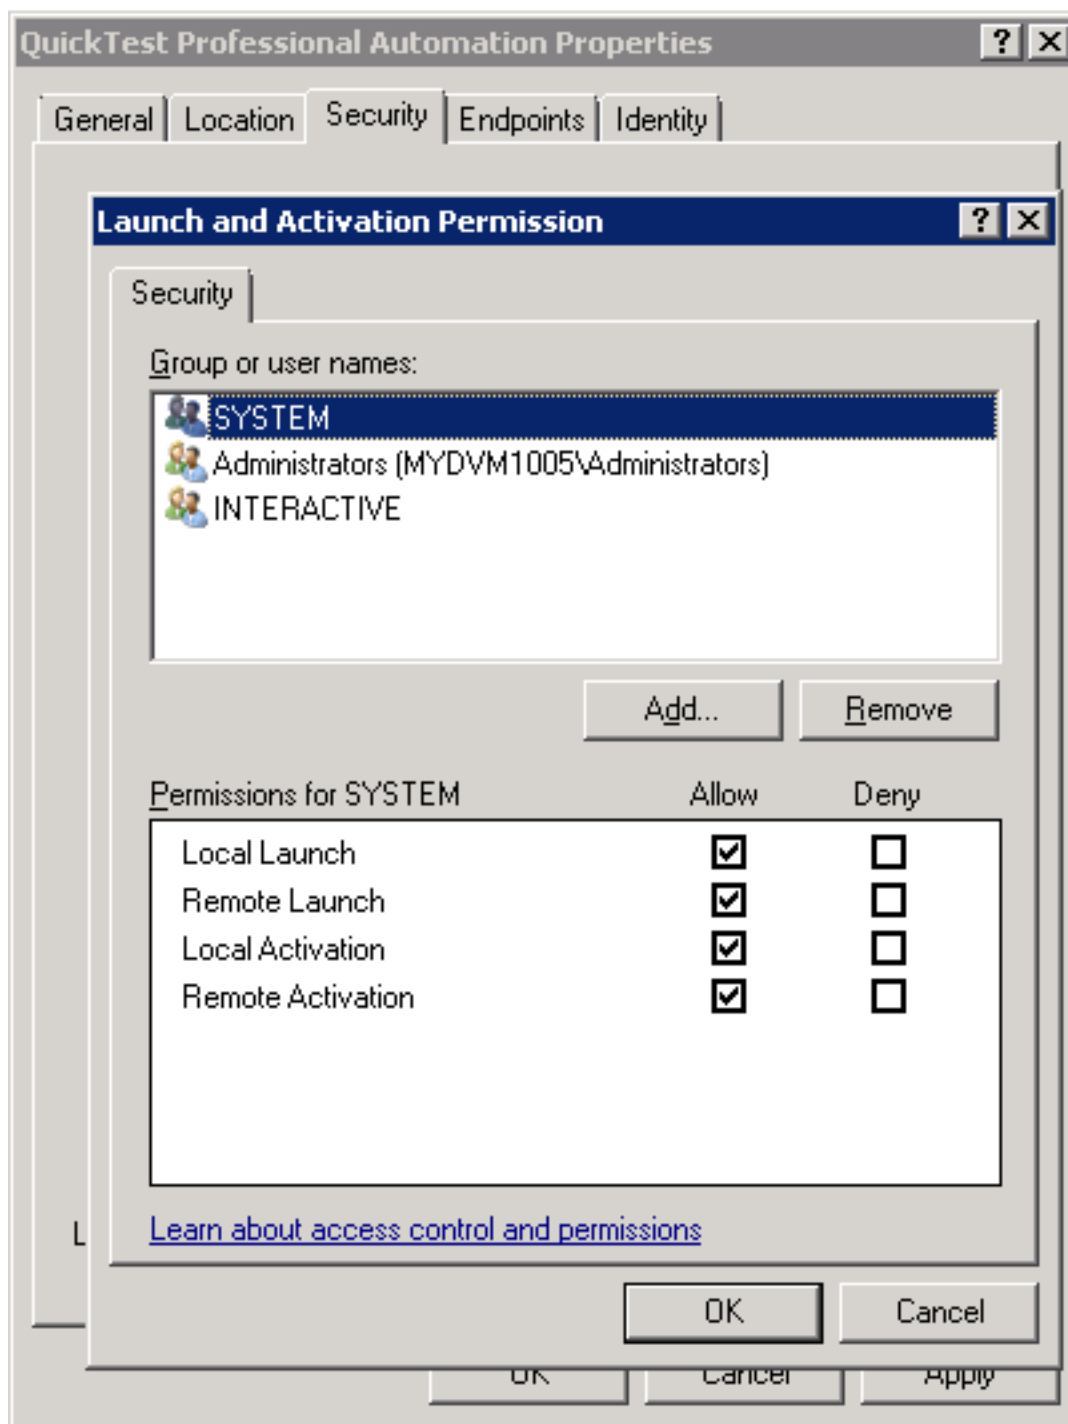 QuickTest Professional Automation Properties
General Location Security Endpoints Identity
Launch and Activation Permission
Security
Group or user names:
SYSTEM
Administrators (MYDVM1005\Administrators)
INTERACTIVE
Add... Remove
Permissions for SYSTEM Allow Deny
Local Launch
Remote Launch
Local Activation
Remote Activation
L
Learn about access control and permissions
OK Cancel
OK Cancel Apply